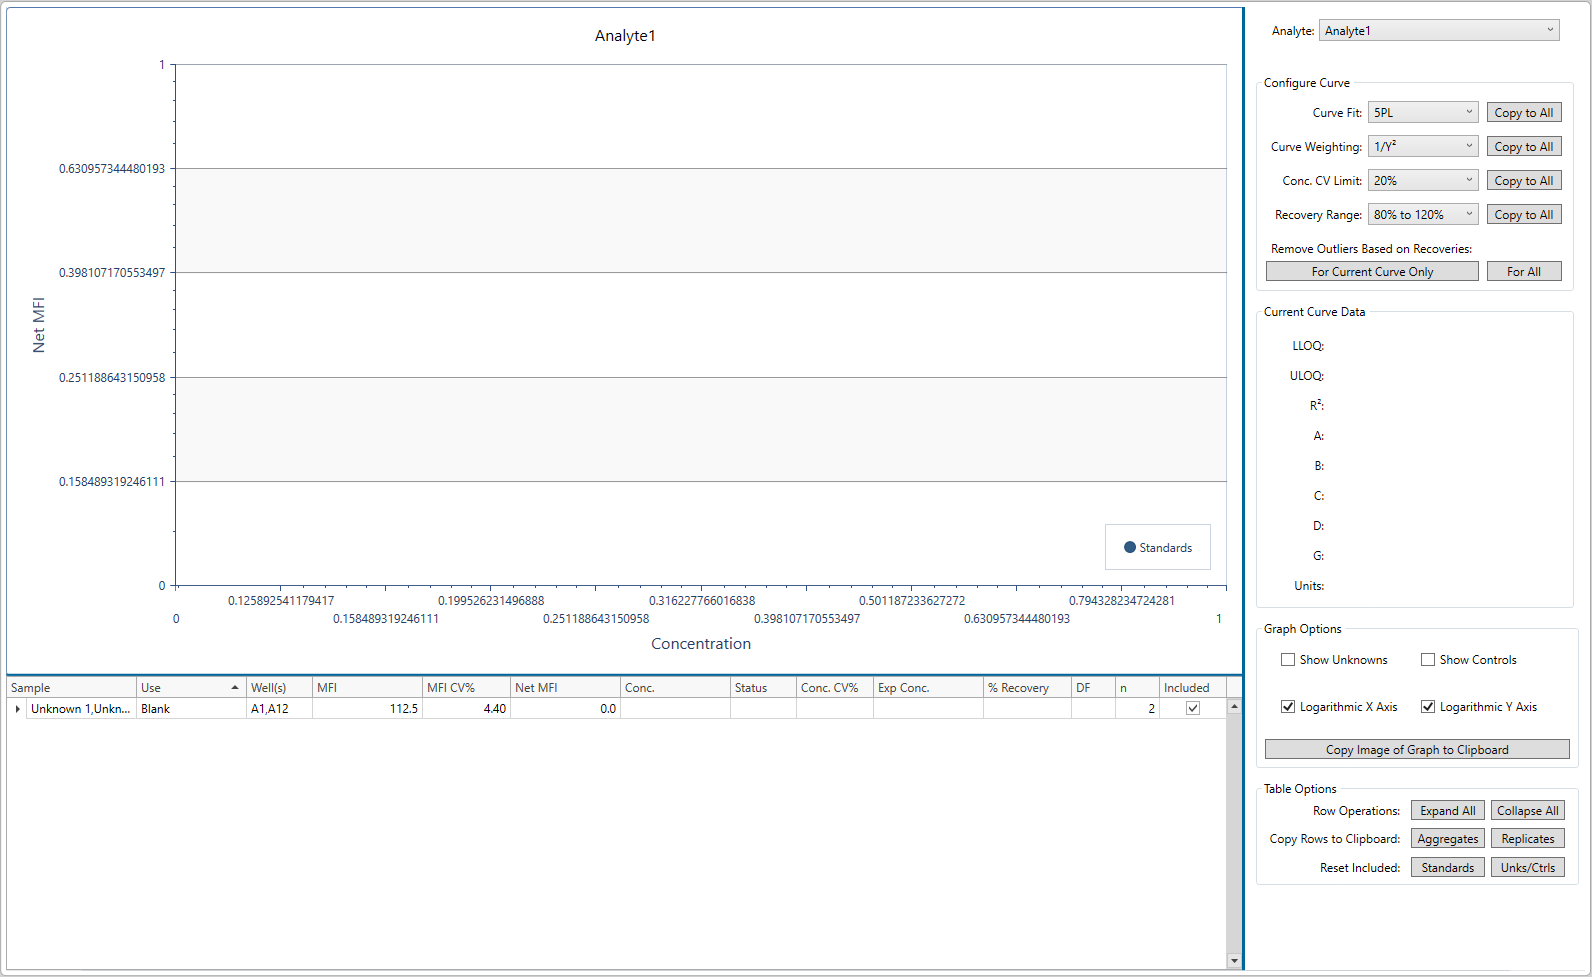 Analyte1
1
0.630957344480193
0.398107170553497
0.251188643150958
0.158489319246111
0
Net MFI
Standards
0.125892541179417 0.199526231496888 0.316227766016838 0.501187233627272 0.794328234724281
0 0.158489319246111 0.251188643150958 0.398107170553497 0.630957344480193 1
Concentration
Sample Use Well(s) MFI MFI CV% Net MFI Conc. Status Conc. CV% Exp Conc. % Recovery DF n Included
Unknown 1,Unkn... Blank A1,A12 112.5 4.40 0.0 2
Analyte: Analyte1
Configure Curve
Curve Fit: 5PL Copy to All
Curve Weighting: 1/Y² Copy to All
Conc. CV Limit: 20% Copy to All
Recovery Range: 80% to 120% Copy to All
Remove Outliers Based on Recoveries:
For Current Curve Only For All
Current Curve Data
LLOQ:
ULOQ:
R²:
A:
B:
C:
D:
G:
Units:
Graph Options
Show Unknowns Show Controls
Logarithmic X Axis Logarithmic Y Axis
Copy Image of Graph to Clipboard
Table Options
Row Operations: Expand All Collapse All
Copy Rows to Clipboard: Aggregates Replicates
Reset Included: Standards Unks/Ctrls